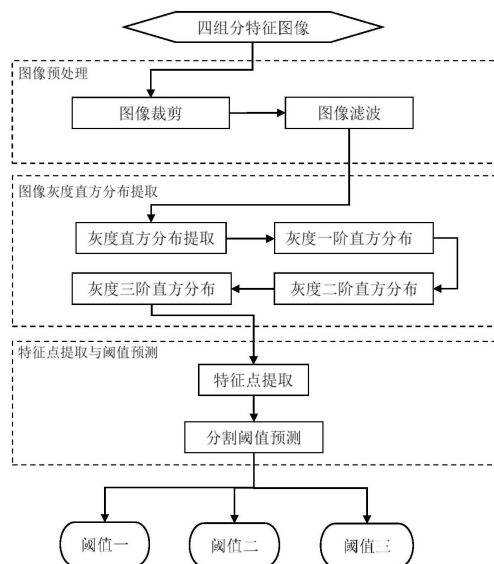 四组分特征图像
图像预处理
图像裁剪
图像滤波
图像灰度直方分布提取
灰度直方分布提取
灰度一阶直方分布
灰度三阶直方分布
灰度二阶直方分布
特征点提取与阈值预测
特征点提取
分割阈值预测
阈值一
阈值二
阈值三